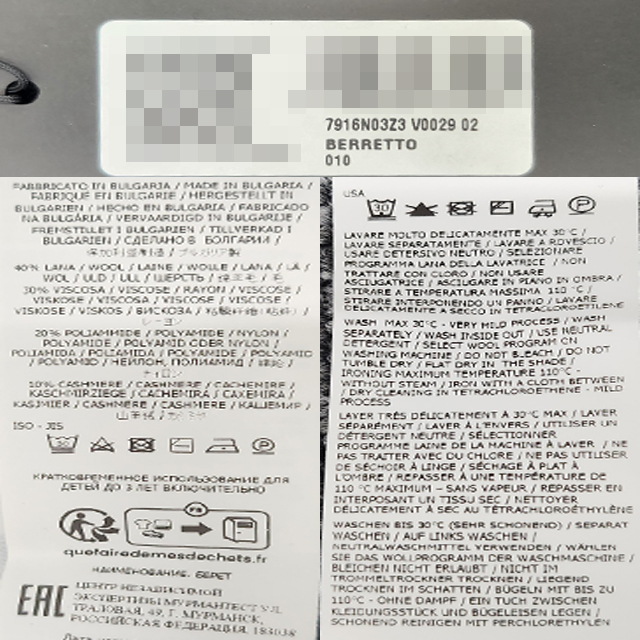 7916N03Z3 V0029 02
BERRETTO
010
FABBRICATO IN BULGARIA / MADE IN BULGARIA /
FABRIQUÉ EN BULGARIE / HERGESTELLT IN
BULGARIEN / HECHO EN BULGARIA / FABRICADO
NA BULGÁRIA / VERVAARDIGD IN BULGARIJE /
FREMSTILLET I BULGARIEN / TILLVERKAD I
BULGARIEN / СДЕЛАНО В БОЛГАРИИ /
40% LANA / WOOL / LAINE / WOLLE / LANA / LÃ /
WOL / ULD / ULL / ШЕРСТЬ /
30% VISCOSA / VISCOSE / RAYON / VISCOSE /
VISKOSE / VISCOSA / VISCOSE / VISCOSE /
VISKOSE / VISKOS / ВИСКОЗА /
レーヨン
20% POLIAMMIDE / POLYAMIDE / NYLON /
POLYAMIDE / POLYAMID ODER NYLON /
POLIAMIDA / POLIAMIDA / POLYAMIDE / POLYAMID
/ POLYAMID / НЕЙЛОН, ПОЛИАМИД /
ナイロン
10% CASHMERE / CASHMERE / CACHEMIRE /
KASCHMIRZIEGE / CACHEMIRA / CAXEMIRA /
KASJMIER / CASHMERE / CASHMERE / КАШЕМИР /
ISO - JIS
КРАТКОВРЕМЕННОЕ ИСПОЛЬЗОВАНИЕ ДЛЯ
ДЕТЕЙ ДО 3 ЛЕТ ВКЛЮЧИТЕЛЬНО
FR
quefairedemesdechets.fr
НАИМЕНОВАНИЕ: БЕРЕТ
EAC
ЦЕНТР НЕЗАВИСИМОЙ
ЭКСПЕРТИЗЫ МУРМАНТЕСТ УЛ.
ТРАЛОВАЯ, 49, Г. МУРМАНСК,
РОССИЙСКАЯ ФЕДЕРАЦИЯ, 183038
USA
30
P
LAVARE MOLTO DELICATAMENTE MAX 30°C /
LAVARE SEPARATAMENTE / LAVARE A ROVESCIO /
USARE DETERSIVO NEUTRO / SELEZIONARE
PROGRAMMA LANA DELLA LAVATRICE / NON
TRATTARE CON CLORO / NON USARE
ASCIUGATRICE / ASCIUGARE IN PIANO IN OMBRA /
STIRARE A TEMPERATURA MASSIMA 110 °C /
STIRARE INTERPONENDO UN PANNO / LAVARE
DELICATAMENTE A SECCO IN TETRACLOROETILENE
WASH MAX 30°C - VERY MILD PROCESS / WASH
SEPARATELY / WASH INSIDE OUT / USE NEUTRAL
DETERGENT / SELECT WOOL PROGRAM ON
WASHING MACHINE / DO NOT BLEACH / DO NOT
TUMBLE DRY / FLAT DRY IN THE SHADE /
IRONING MAXIMUM TEMPERATURE 110°C -
WITHOUT STEAM / IRON WITH A CLOTH BETWEEN
/ DRY CLEANING IN TETRACHLOROETHENE - MILD
PROCESS
LAVER TRÈS DÉLICATEMENT À 30°C MAX / LAVER
SÉPARÉMENT / LAVER À L'ENVERS / UTILISER UN
DÉTERGENT NEUTRE / SÉLECTIONNER
PROGRAMME LAINE DE LA MACHINE À LAVER / NE
PAS TRAITER AVEC DU CHLORE / NE PAS UTILISER
DE SÉCHOIR À LINGE / SÉCHAGE À PLAT À
L'OMBRE / REPASSER À UNE TEMPÉRATURE DE
110 °C MAXIMUM - SANS VAPEUR / REPASSER EN
INTERPOSANT UN TISSU SEC / NETTOYER
DÉLICATEMENT À SEC AU TÉTRACHLOROÉTHYLÈNE
WASCHEN BIS 30°C (SEHR SCHONEND) / SEPARAT
WASCHEN / AUF LINKS WASCHEN /
NEUTRALWASCHMITTEL VERWENDEN / WÄHLEN
SIE DAS WOLLPROGRAMM DER WASCHMASCHINE /
BLEICHEN NICHT ERLAUBT / NICHT IM
TROMMELTROCKNER TROCKNEN / LIEGEND
TROCKNEN IM SCHATTEN / BÜGELN MIT BIS ZU
110°C - OHNE DAMPF / EIN TUCH ZWISCHEN
KLEIDUNGSSTÜCK UND BÜGELEISEN LEGEN /
SCHONEND REINIGEN MIT PERCHLORETHYLEN